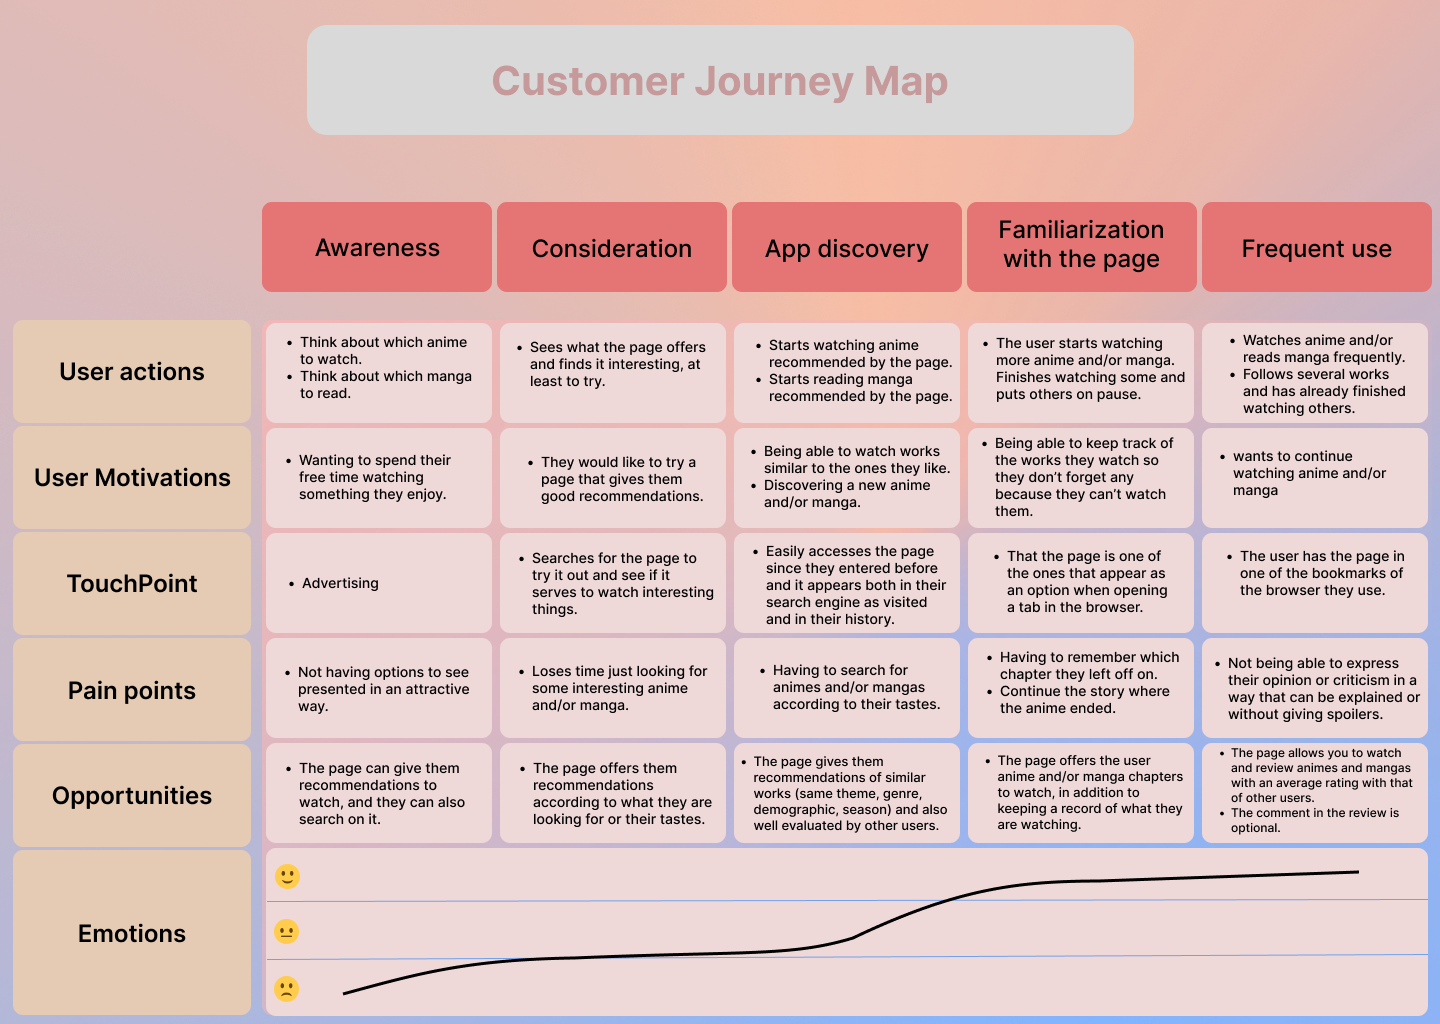 Customer Journey Map
Awareness
Consideration
App discovery
Familiarization
with the page
Frequent use
User actions
• Think about which anime
to watch.
• Think about which manga
to read.
• Sees what the page offers
and finds it interesting, at
least to try.
• Starts watching anime
recommended by the page.
• Starts reading manga
recommended by the page.
• The user starts watching
more anime and/or manga.
Finishes watching some and
puts others on pause.
• Watches anime and/or
reads manga frequently.
• Follows several works
and has already finished
watching others.
User Motivations
• Wanting to spend their
free time watching
something they enjoy.
• They would like to try a
page that gives them
good recommendations.
• Being able to watch works
similar to the ones they like.
• Discovering a new anime
and/or manga.
• Being able to keep track of
the works they watch so
they don’t forget any
because they can’t watch
them.
• wants to continue
watching anime and/or
manga
TouchPoint
• Advertising
• Searches for the page to
try it out and see if it
serves to watch interesting
things.
• Easily accesses the page
since they entered before
and it appears both in their
search engine as visited
and in their history.
• That the page is one of
the ones that appear as
an option when opening
a tab in the browser.
• The user has the page in
one of the bookmarks of
the browser they use.
Pain points
• Not having options to see
presented in an attractive
way.
• Loses time just looking for
some interesting anime
and/or manga.
• Having to search for
animes and/or mangas
according to their tastes.
• Having to remember which
chapter they left off on.
• Continue the story where
the anime ended.
• Not being able to express
their opinion or criticism in a
way that can be explained or
without giving spoilers.
Opportunities
• The page can give them
recommendations to
watch, and they can also
search on it.
• The page offers them
recommendations
according to what they are
looking for or their tastes.
• The page gives them
recommendations of similar
works (same theme, genre,
demographic, season) and also
well evaluated by other users.
• The page offers the user
anime and/or manga chapters
to watch, in addition to
keeping a record of what they
are watching.
• The page allows you to watch
and review animes and mangas
with an average rating with that
of other users.
• The comment in the review is
optional.
Emotions